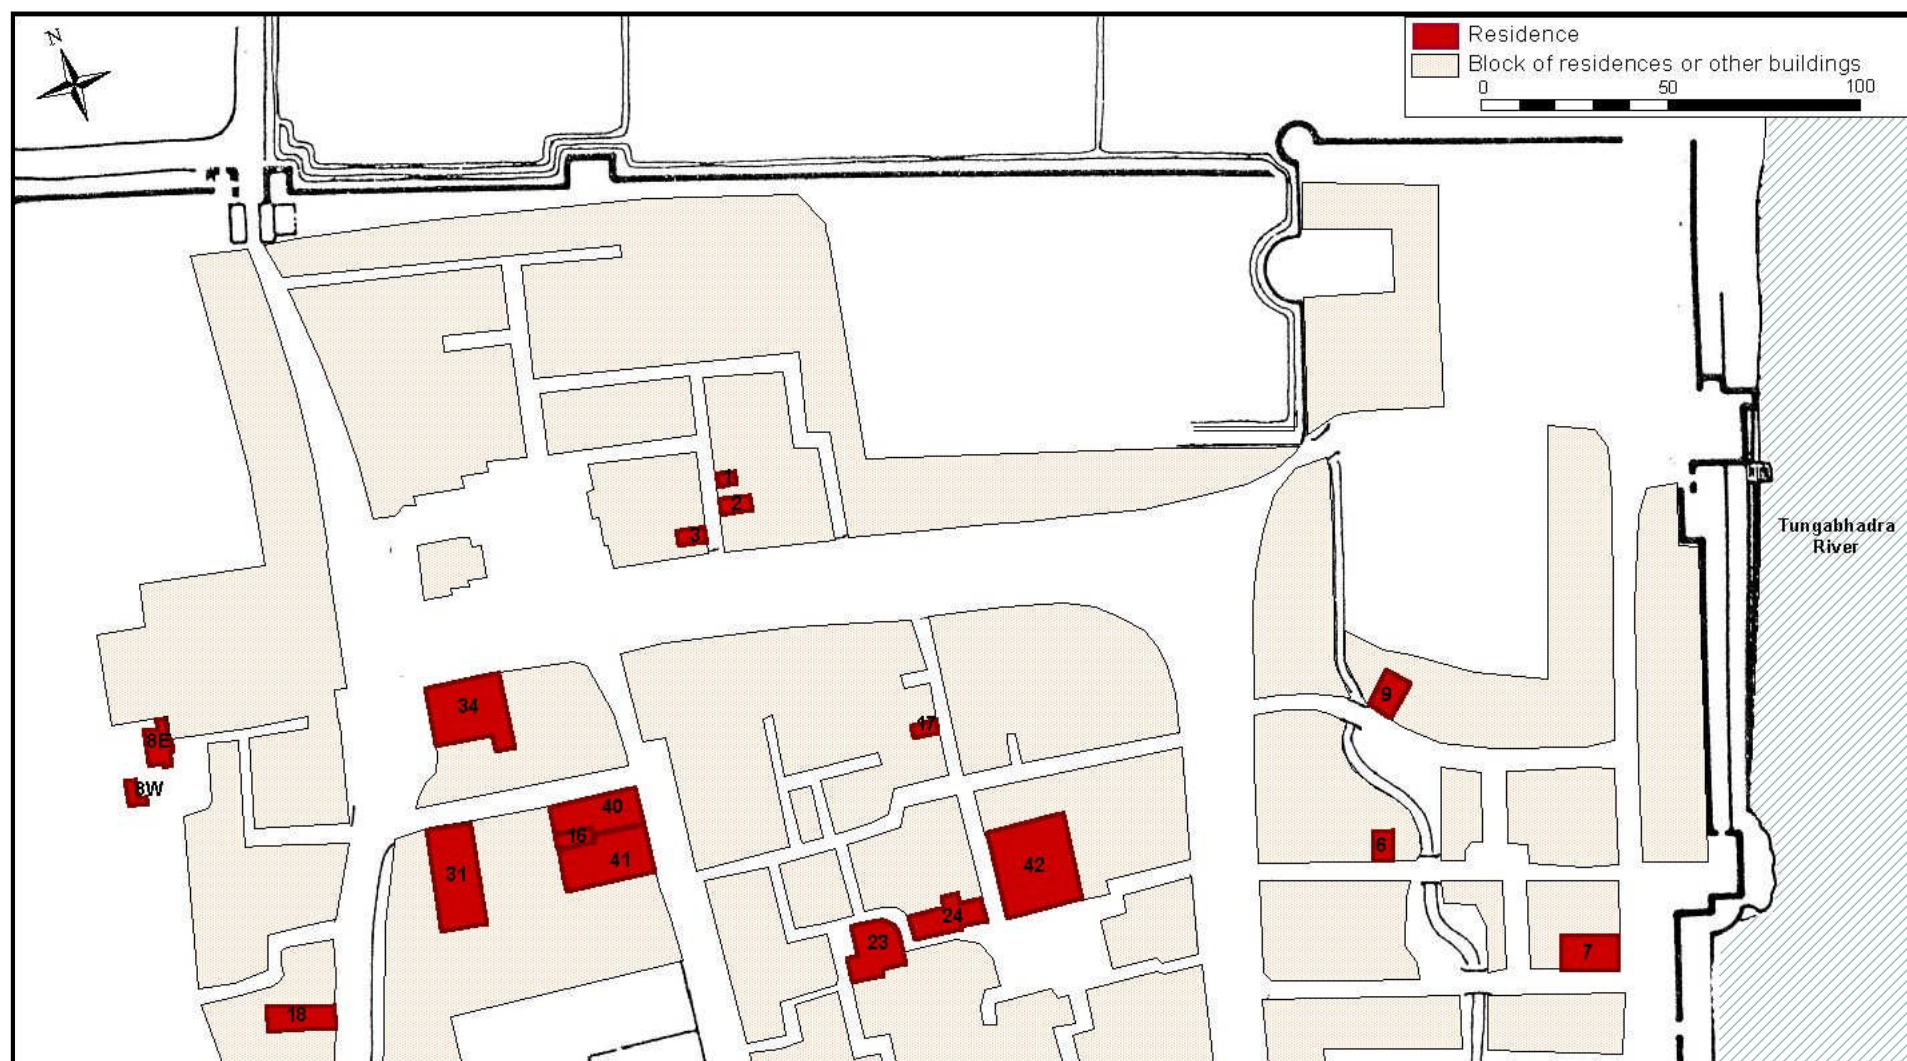 N
Residence
Block of residences or other buildings
0 50 100
1
2
3
Tungabhadra
River
34
9
17
8E
8W
40
16
6
41
42
31
24
23
7
18